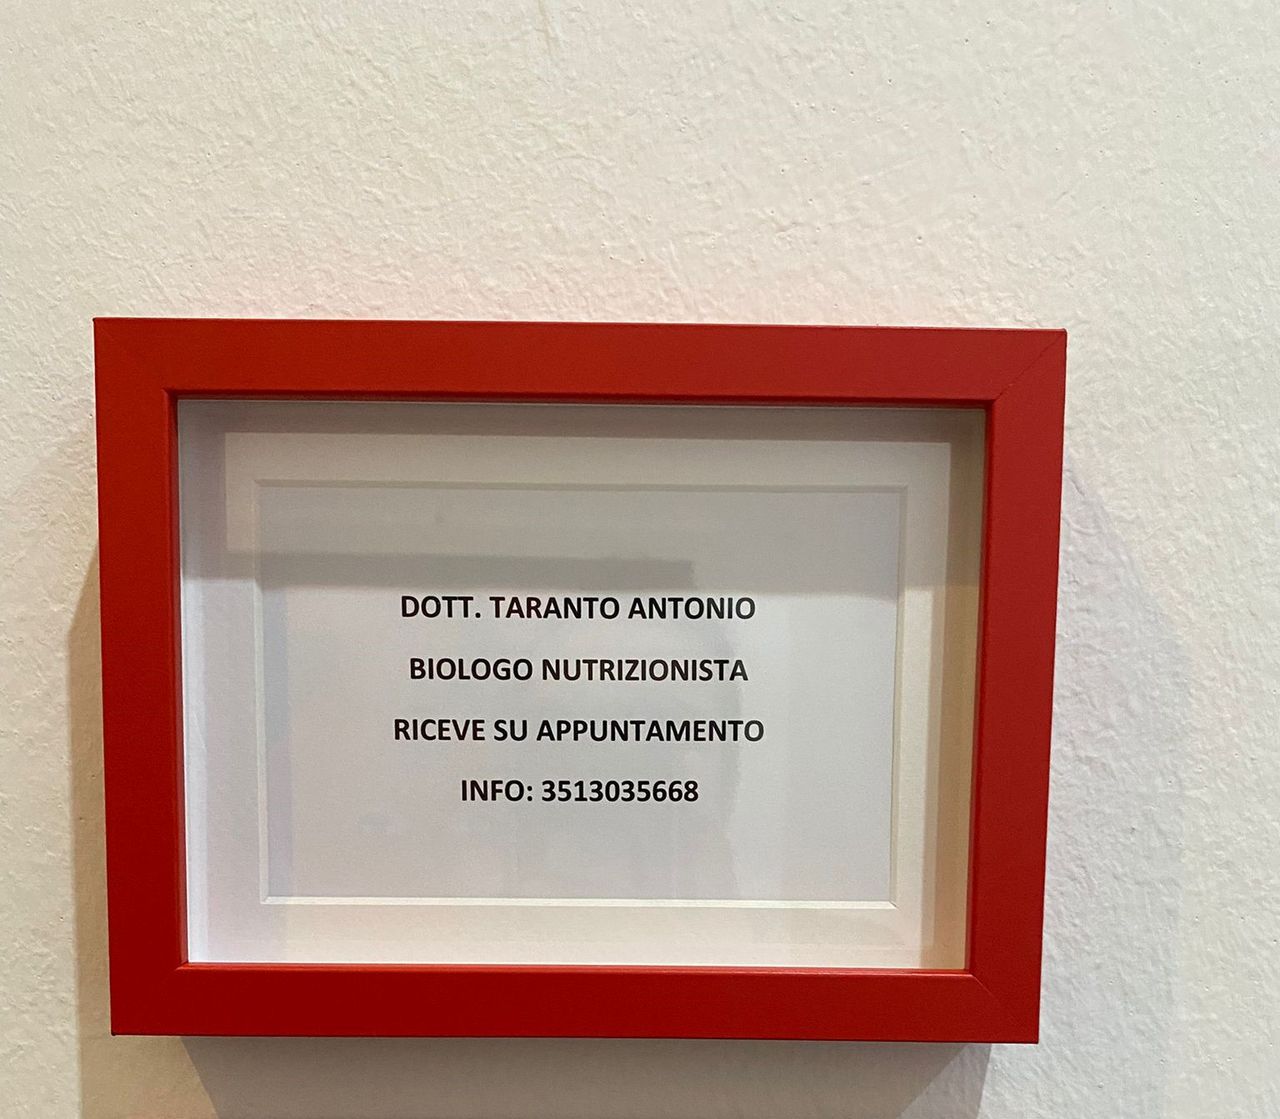 DOTT. TARANTO ANTONIO
BIOLOGO NUTRIZIONISTA
RICEVE SU APPUNTAMENTO
INFO: 3513035668